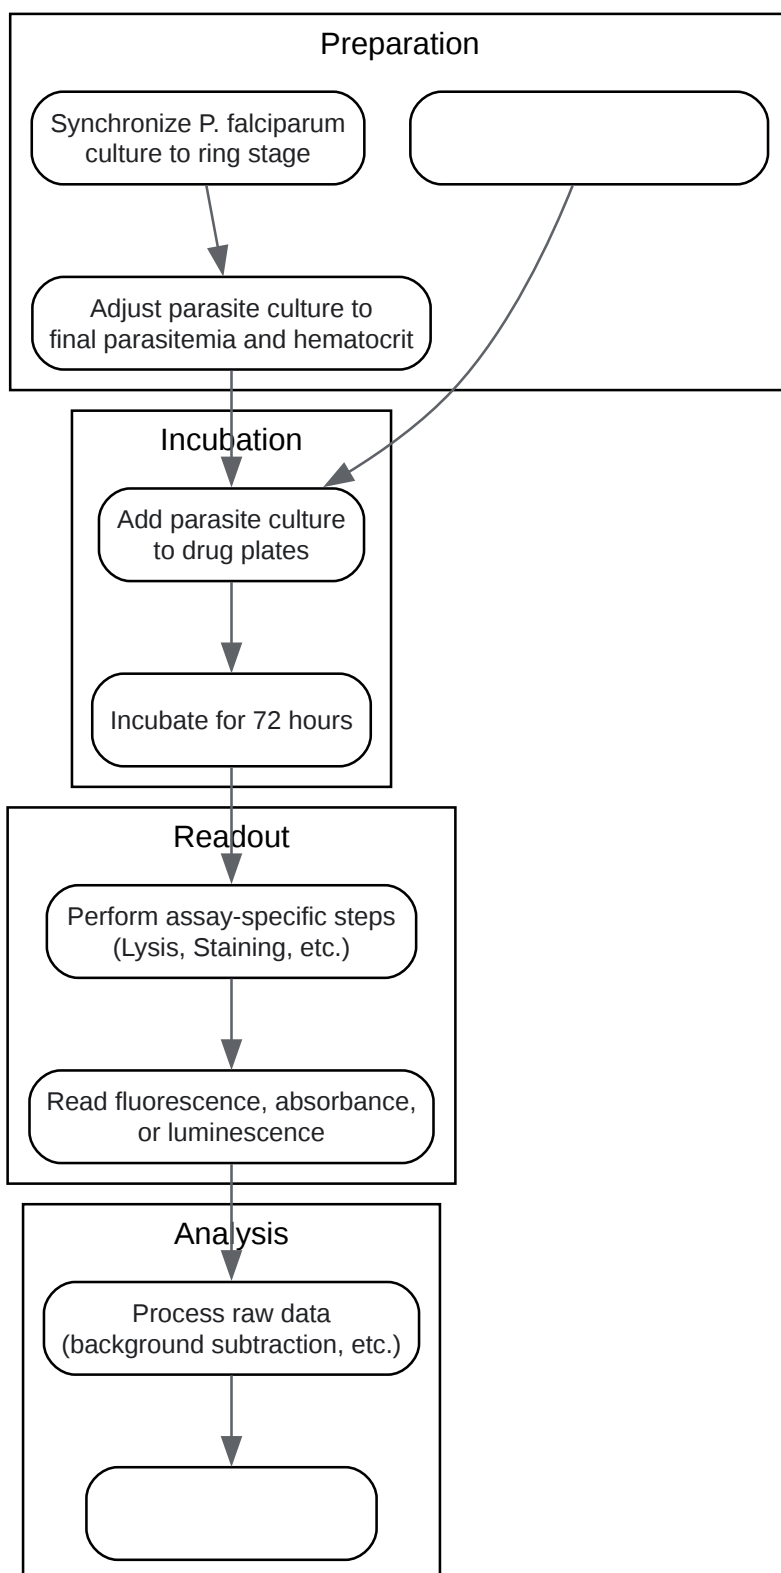 Preparation
Synchronize P. falciparum
culture to ring stage
Adjust parasite culture to
final parasitemia and hematocrit
Incubation
Add parasite culture
to drug plates
Incubate for 72 hours
Readout
Perform assay-specific steps
(Lysis, Staining, etc.)
Read fluorescence, absorbance,
or luminescence
Analysis
Process raw data
(background subtraction, etc.)